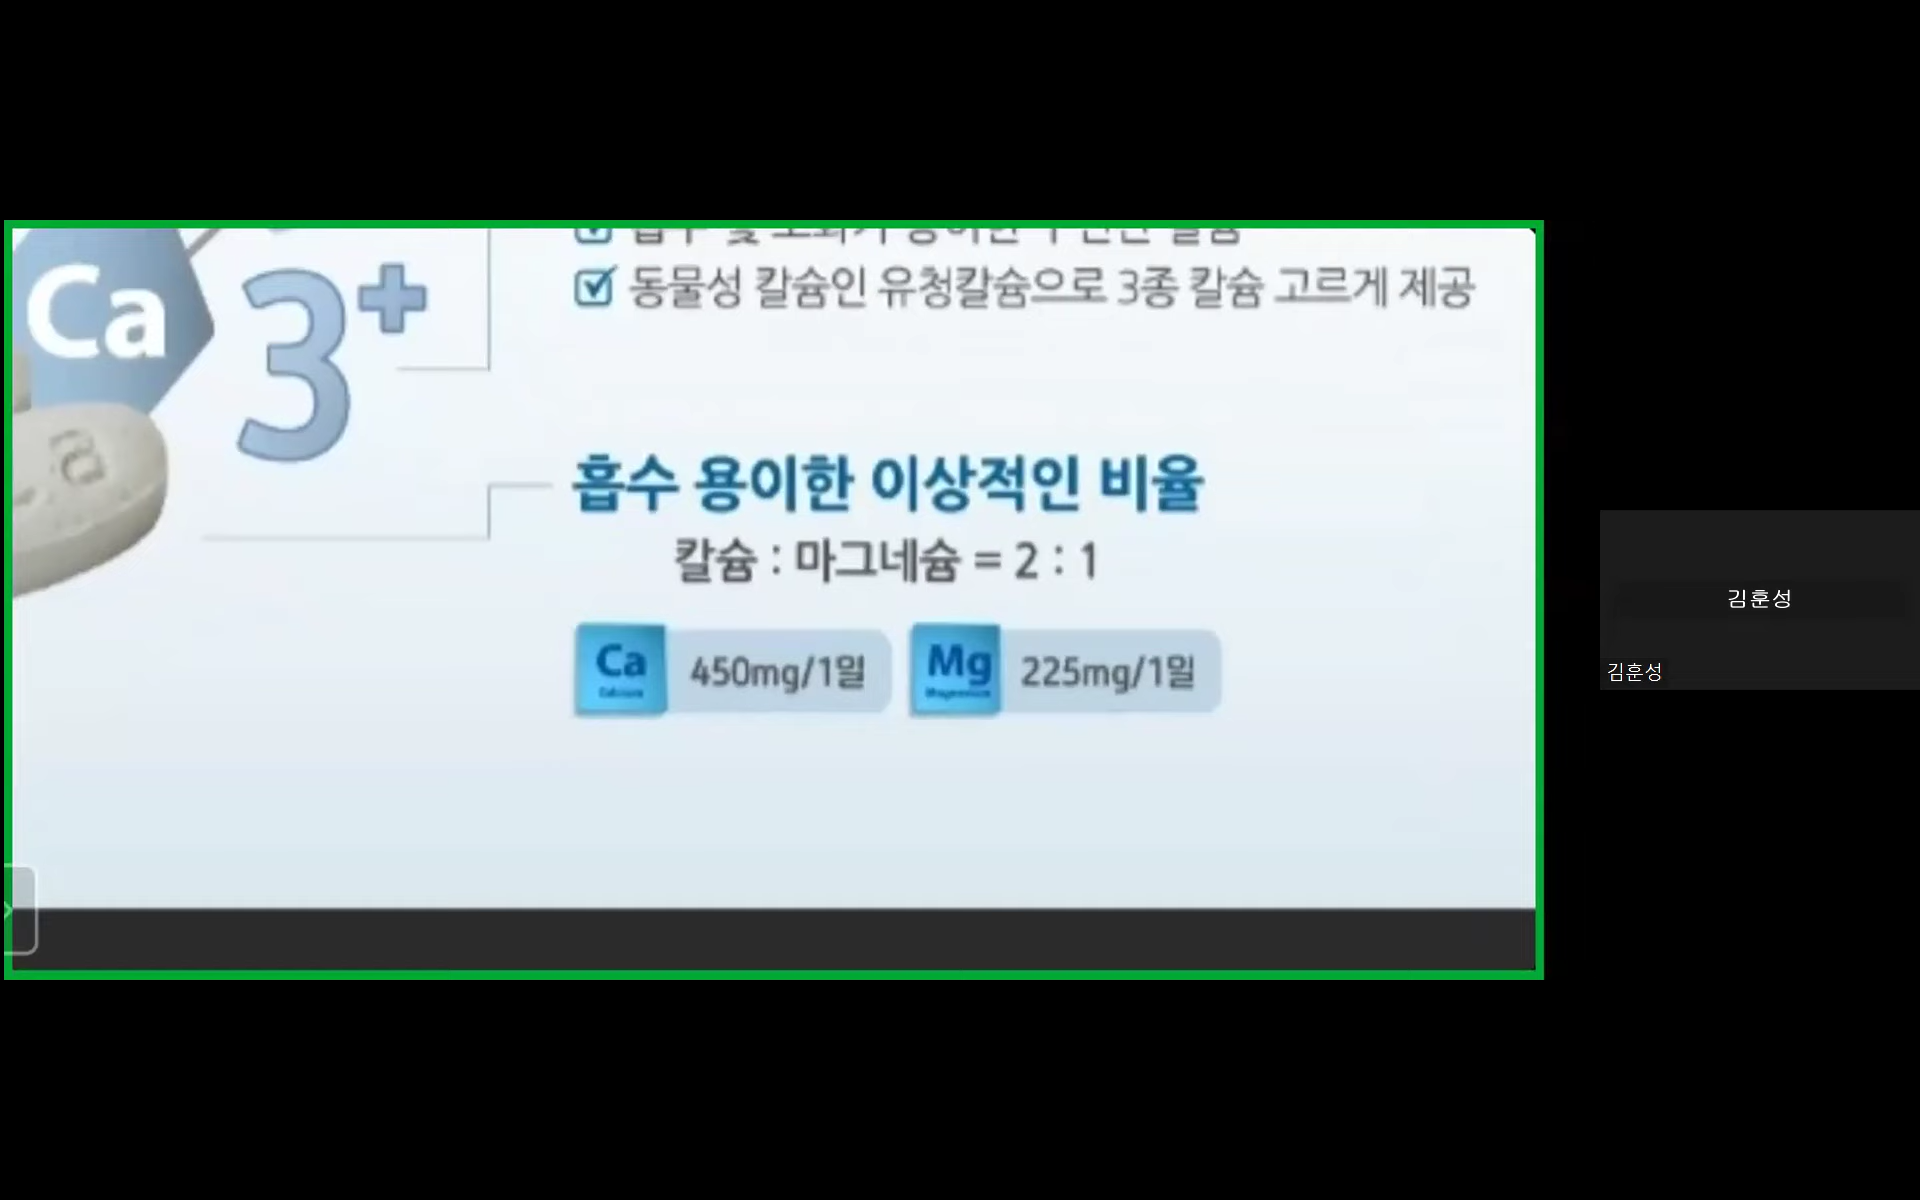 동물성 칼슘인 유청칼슘으로 3종 칼슘 고르게 제공
Ca
3+
흡수 용이한 이상적인 비율
칼슘 : 마그네슘 = 2 : 1
Ca 450mg/1일 Mg 225mg/1일
김훈성
김훈성